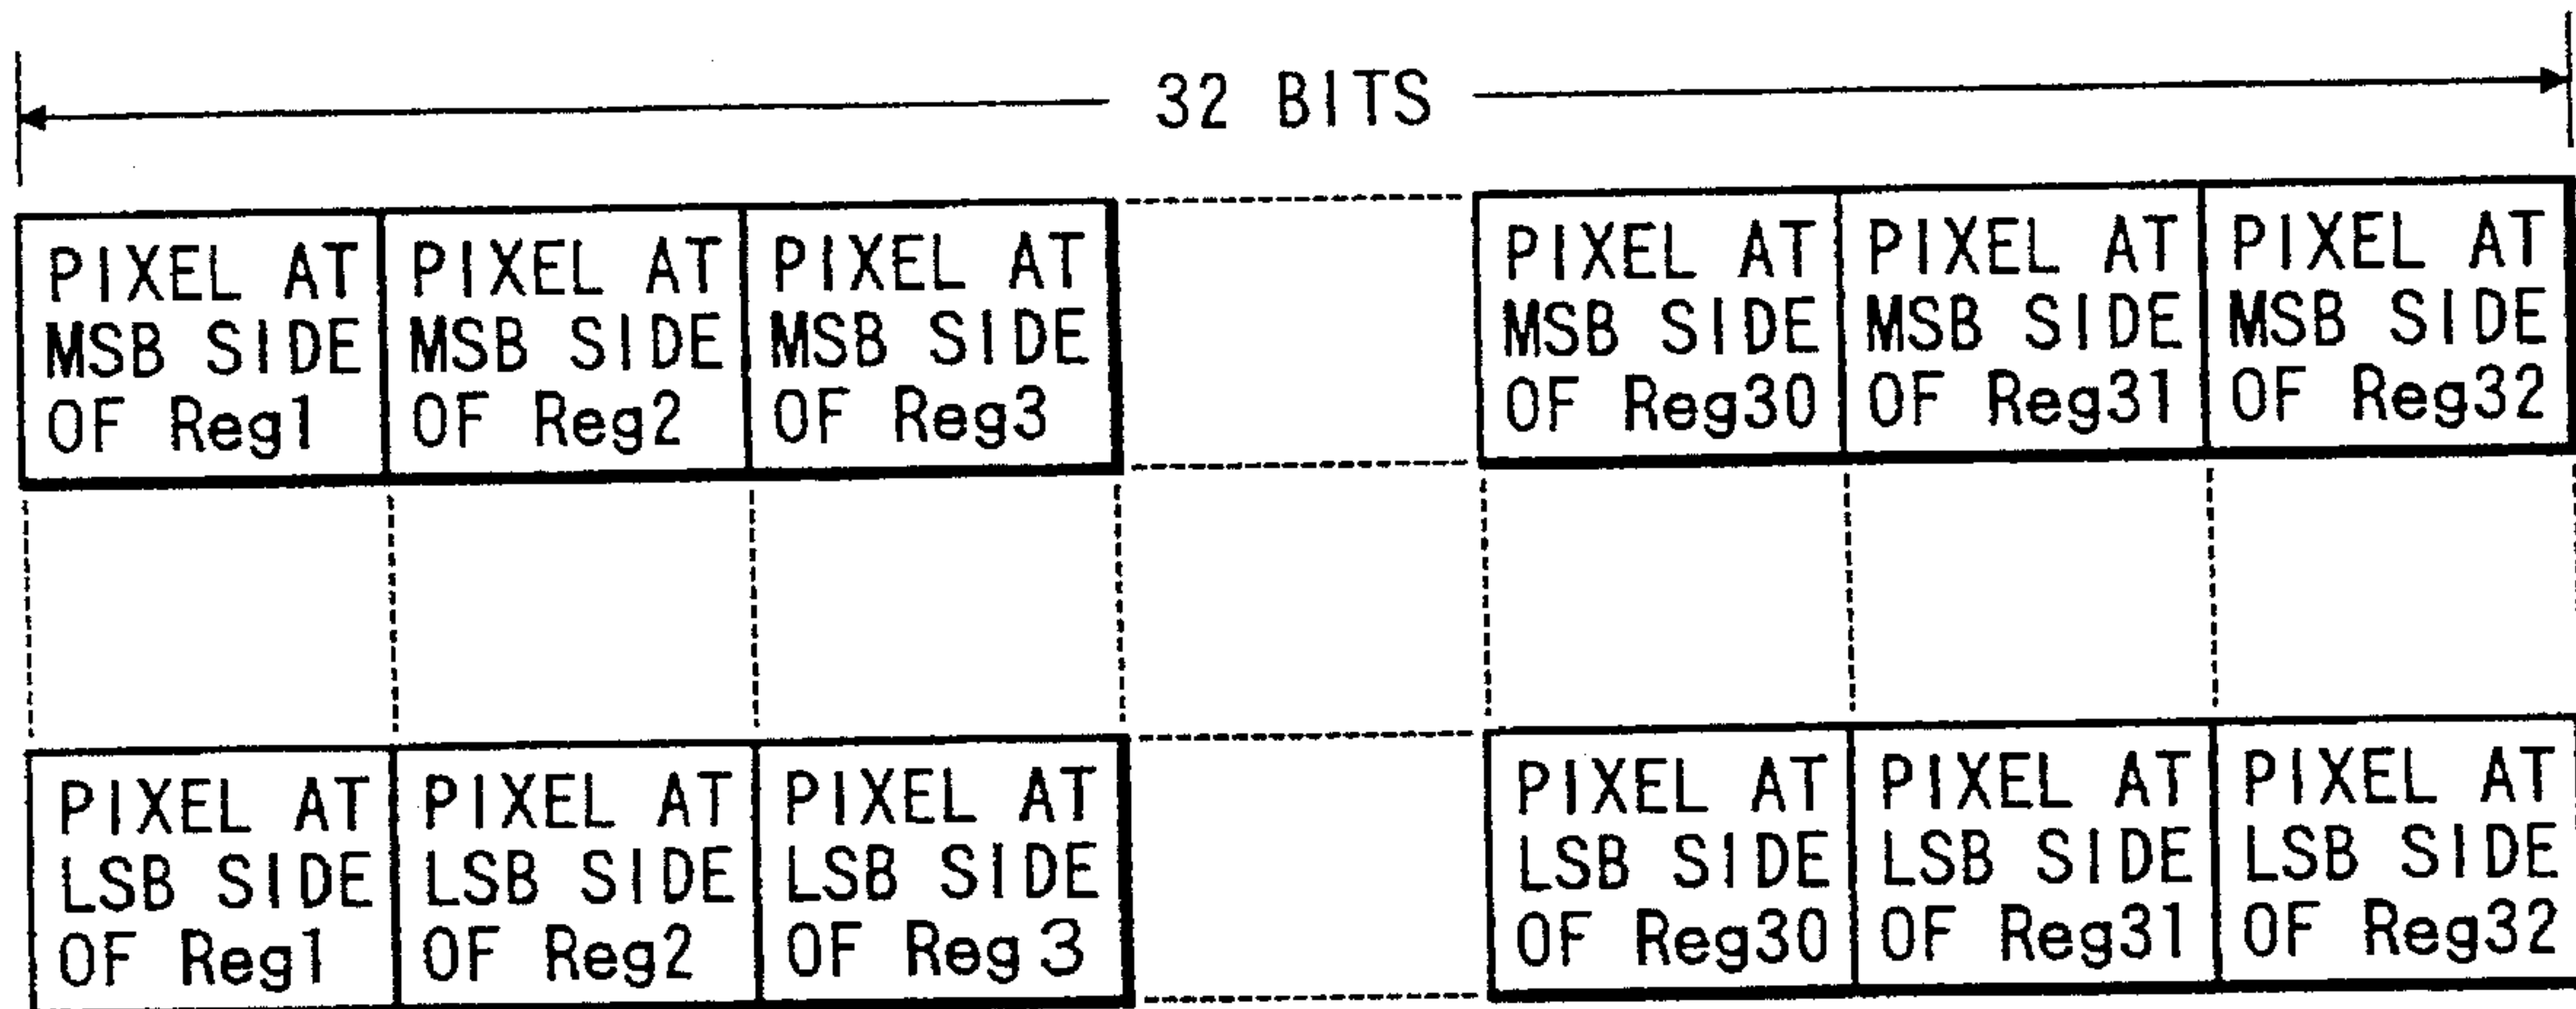 32 BITS
PIXEL AT
MSB SIDE
OF Reg1
PIXEL AT
MSB SIDE
OF Reg2
PIXEL AT
MSB SIDE
OF Reg3
PIXEL AT
MSB SIDE
OF Reg30
PIXEL AT
MSB SIDE
OF Reg31
PIXEL AT
MSB SIDE
OF Reg32
PIXEL AT
LSB SIDE
OF Reg1
PIXEL AT
LSB SIDE
OF Reg2
PIXEL AT
LSB SIDE
OF Reg 3
PIXEL AT
LSB SIDE
OF Reg30
PIXEL AT
LSB SIDE
OF Reg31
PIXEL AT
LSB SIDE
OF Reg32